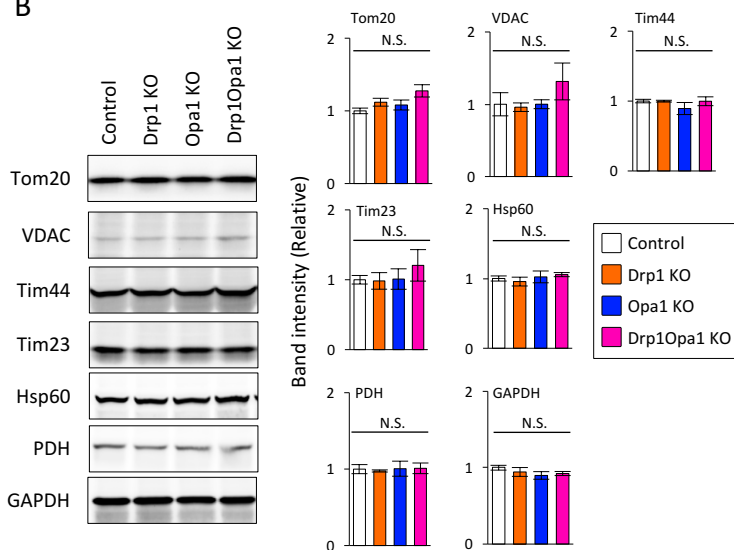 B
Control
Drp1 KO
Opa1 KO
Drp1Opa1 KO
Tom20
VDAC
Tim44
Tim23
Hsp60
PDH
GAPDH
Band intensity (Relative)
Tom20
N.S.
2
1
0
VDAC
N.S.
2
1
0
Tim44
N.S.
2
1
0
Tim23
N.S.
2
1
0
Hsp60
N.S.
2
1
0
Control
Drp1 KO
Opa1 KO
Drp1Opa1 KO
PDH
N.S.
2
1
0
GAPDH
N.S.
2
1
0